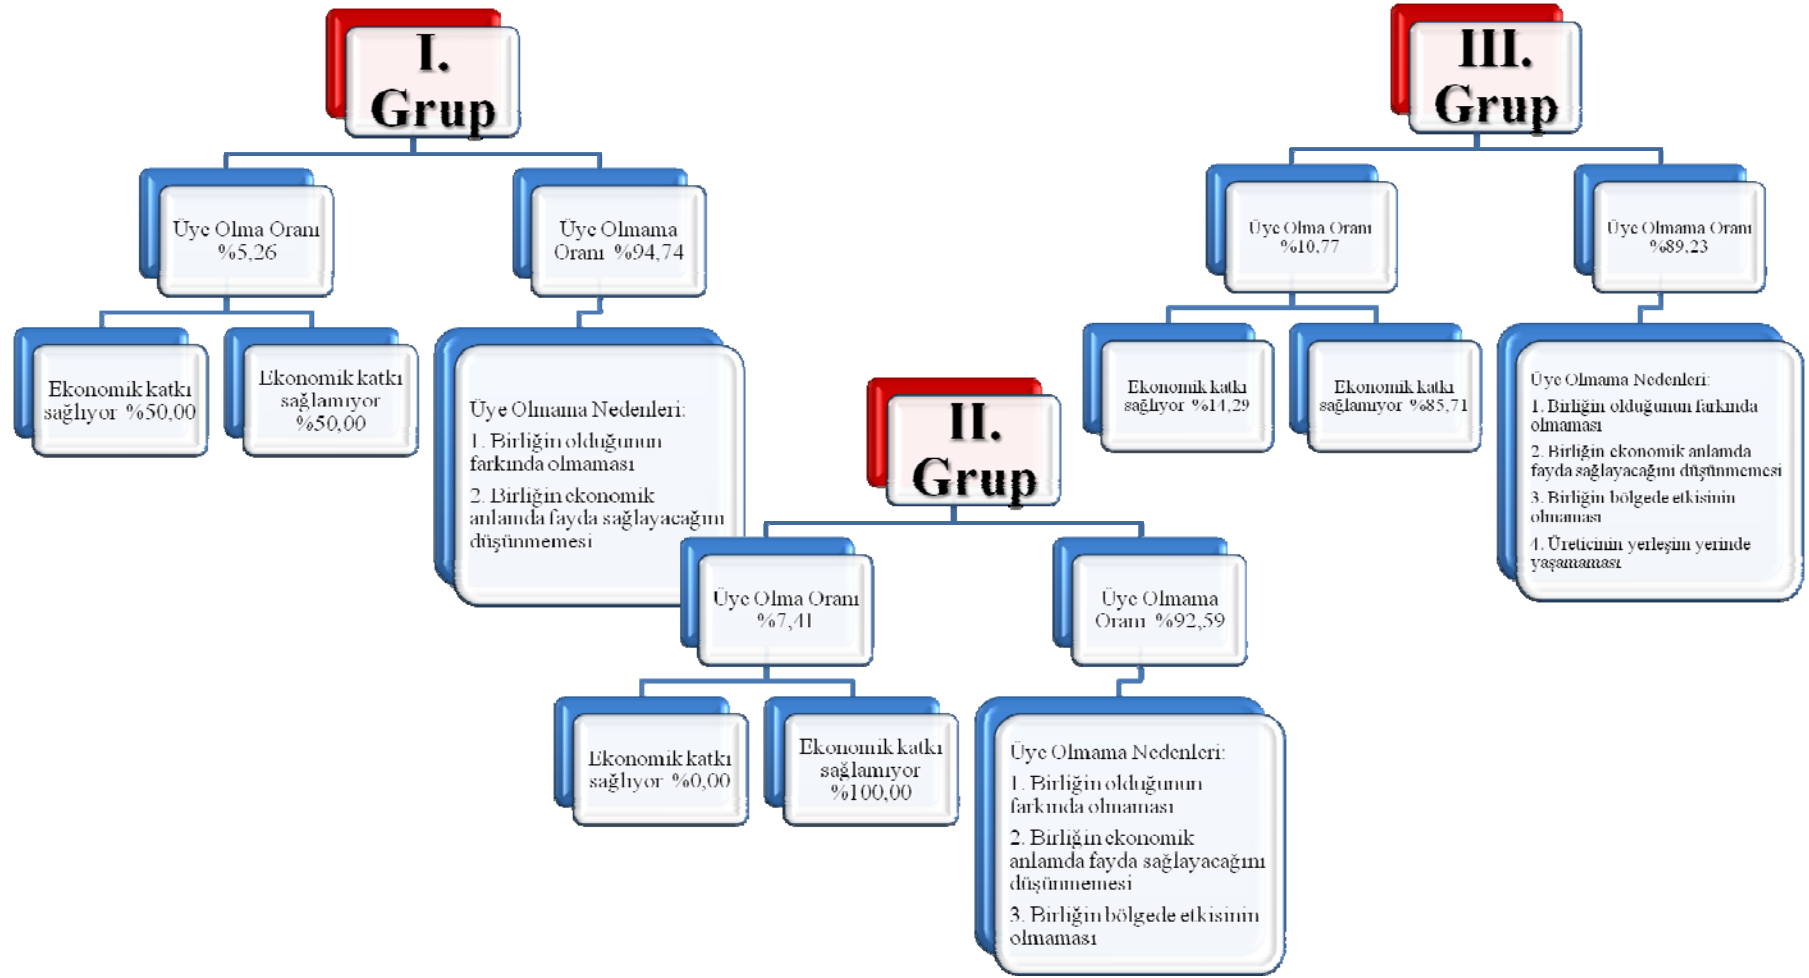 I.
Grup
Üye Olma Oranı
%5,26
Üye Olmama
Oranı %94,74
Ekonomik katkı
sağlıyor %50,00
Ekonomik katkı
sağlamıyor
%50,00
Üye Olmama Nedenleri:
1. Birliğin olduğunun
farkında olmaması
2. Birliğin ekonomik
anlamda fayda sağlayacağını
düşünmemesi
II.
Grup
Üye Olma Oranı
%7,41
Üye Olmama
Oranı %92,59
Ekonomik katkı
sağlıyor %0,00
Ekonomik katkı
sağlamıyor
%100,00
Üye Olmama Nedenleri:
1. Birliğin olduğunun
farkında olmaması
2. Birliğin ekonomik
anlamda fayda sağlayacağını
düşünmemesi
3. Birliğin bölgede etkisinin
olmaması
III.
Grup
Üye Olma Oranı
%10,77
Üye Olmama Oranı
%89,23
Ekonomik katkı
sağlıyor %14,29
Ekonomik katkı
sağlamıyor %85,71
Üye Olmama Nedenleri:
1. Birliğin olduğunun farkında
olmaması
2. Birliğin ekonomik anlamda
fayda sağlayacağını düşünmemesi
3. Birliğin bölgede etkisinin
olmaması
4. Üreticinin yerleşim yerinde
yaşamaması